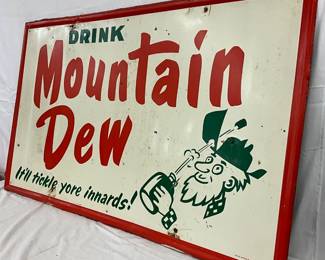 DRINK
Mountain
Dew
It'll tickle yore innards!